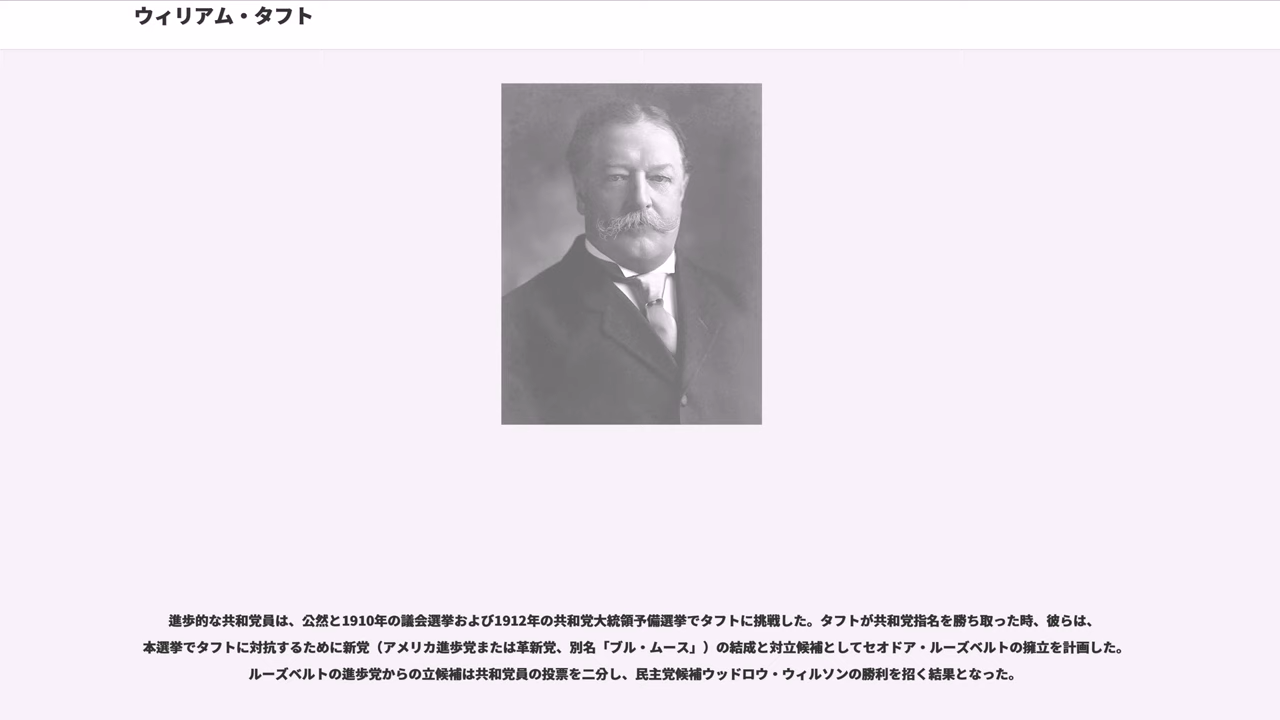 ウィリアム・タフト
進歩的な共和党員は、公然と1910年の議会選挙および1912年の共和党大統領予備選挙でタフトに挑戦した。タフトが共和党指名を勝ち取った時、彼らは、
本選挙でタフトに対抗するために新党（アメリカ進歩党または革新党、別名「ブル・ムース」）の結成と対立候補としてセオドア・ルーズベルトの擁立を計画した。
ルーズベルトの進歩党からの立候補は共和党員の投票を二分し、民主党候補ウッドロウ・ウィルソンの勝利を招く結果となった。